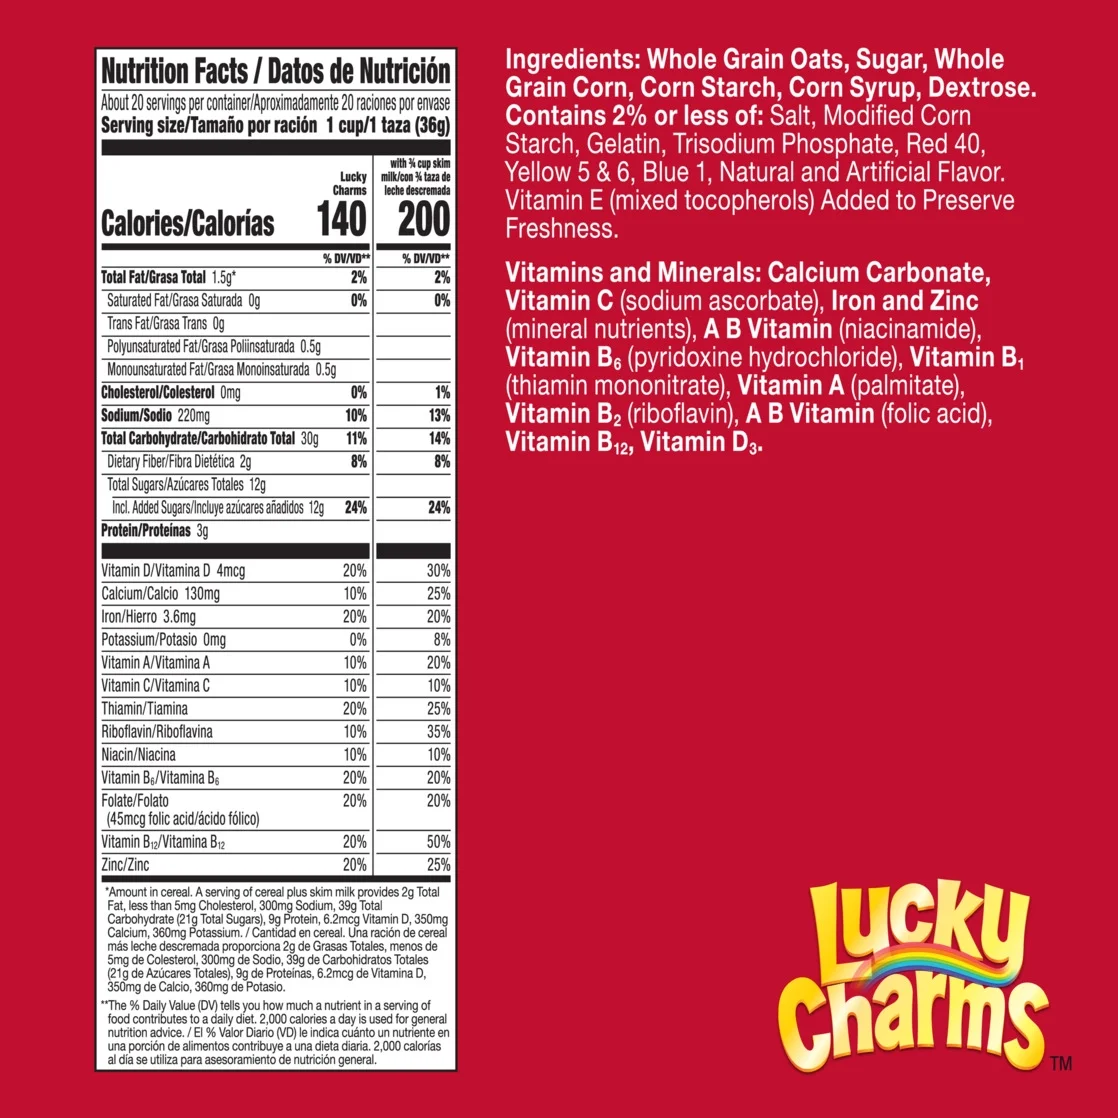 Nutrition Facts / Datos de Nutrición
About 20 servings per container/Aproximadamente 20 raciones por envase
Serving size/Tamaño por ración 1 cup/1 taza (36g)
Lucky
Charms
with ¾ cup skim
milk/con ¾ taza de
leche descremada
Calories/Calorías 140 200
% DV/VD** % DV/VD**
Total Fat/Grasa Total 1.5g* 2% 2%
Saturated Fat/Grasa Saturada 0g 0% 0%
Trans Fat/Grasa Trans 0g
Polyunsaturated Fat/Grasa Poliinsaturada 0.5g
Monounsaturated Fat/Grasa Monoinsaturada 0.5g
Cholesterol/Colesterol 0mg 0% 1%
Sodium/Sodio 220mg 10% 13%
Total Carbohydrate/Carbohidrato Total 30g 11% 14%
Dietary Fiber/Fibra Dietética 2g 8% 8%
Total Sugars/Azúcares Totales 12g
Incl. Added Sugars/Incluye azúcares añadidos 12g 24% 24%
Protein/Proteínas 3g
Vitamin D/Vitamina D 4mcg 20% 30%
Calcium/Calcio 130mg 10% 25%
Iron/Hierro 3.6mg 20% 20%
Potassium/Potasio 0mg 0% 8%
Vitamin A/Vitamina A 10% 20%
Vitamin C/Vitamina C 10% 10%
Thiamin/Tiamina 20% 25%
Riboflavin/Riboflavina 10% 35%
Niacin/Niacina 10% 10%
Vitamin B₆/Vitamina B₆ 20% 20%
Folate/Folato 20% 20%
(45mcg folic acid/ácido fólico)
Vitamin B₁₂/Vitamina B₁₂ 20% 50%
Zinc/Zinc 20% 25%
*Amount in cereal. A serving of cereal plus skim milk provides 2g Total
Fat, less than 5mg Cholesterol, 300mg Sodium, 39g Total
Carbohydrate (21g Total Sugars), 9g Protein, 6.2mcg Vitamin D, 350mg
Calcium, 360mg Potassium. / Cantidad en cereal. Una ración de cereal
más leche descremada proporciona 2g de Grasas Totales, menos de
5mg de Colesterol, 300mg de Sodio, 39g de Carbohidratos Totales
(21g de Azúcares Totales), 9g de Proteínas, 6.2mcg de Vitamina D,
350mg de Calcio, 360mg de Potasio.
**The % Daily Value (DV) tells you how much a nutrient in a serving of
food contributes to a daily diet. 2,000 calories a day is used for general
nutrition advice. / El % Valor Diario (VD) le indica cuánto un nutriente en
una porción de alimentos contribuye a una dieta diaria. 2,000 calorías
al día se utiliza para asesoramiento de nutrición general.
Ingredients: Whole Grain Oats, Sugar, Whole
Grain Corn, Corn Starch, Corn Syrup, Dextrose.
Contains 2% or less of: Salt, Modified Corn
Starch, Gelatin, Trisodium Phosphate, Red 40,
Yellow 5 & 6, Blue 1, Natural and Artificial Flavor.
Vitamin E (mixed tocopherols) Added to Preserve
Freshness.
Vitamins and Minerals: Calcium Carbonate,
Vitamin C (sodium ascorbate), Iron and Zinc
(mineral nutrients), A B Vitamin (niacinamide),
Vitamin B₆ (pyridoxine hydrochloride), Vitamin B₁
(thiamin mononitrate), Vitamin A (palmitate),
Vitamin B₂ (riboflavin), A B Vitamin (folic acid),
Vitamin B₁₂, Vitamin D₃.
Lucky
Charms
TM